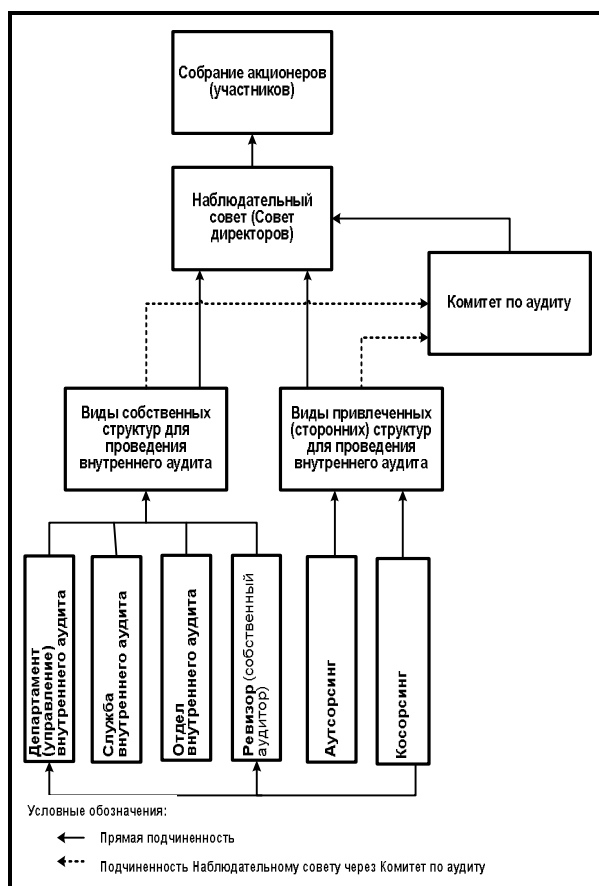 Собрание акционеров
(участников)
Наблюдательный
совет (Совет
директоров)
Комитет по аудиту
Виды собственных
структур для
проведения
внутреннего аудита
Виды привлеченных
(сторонних) структур
для проведения
внутреннего аудита
Департамент
(управление)
внутреннего аудита
Служба
внутреннего аудита
Отдел
внутреннего аудита
Ревизор (собственный
аудитор)
Аутсорсинг
Косорсинг
Условные обозначения:
Прямая подчиненность
Подчиненность Наблюдательному совету через Комитет по аудиту